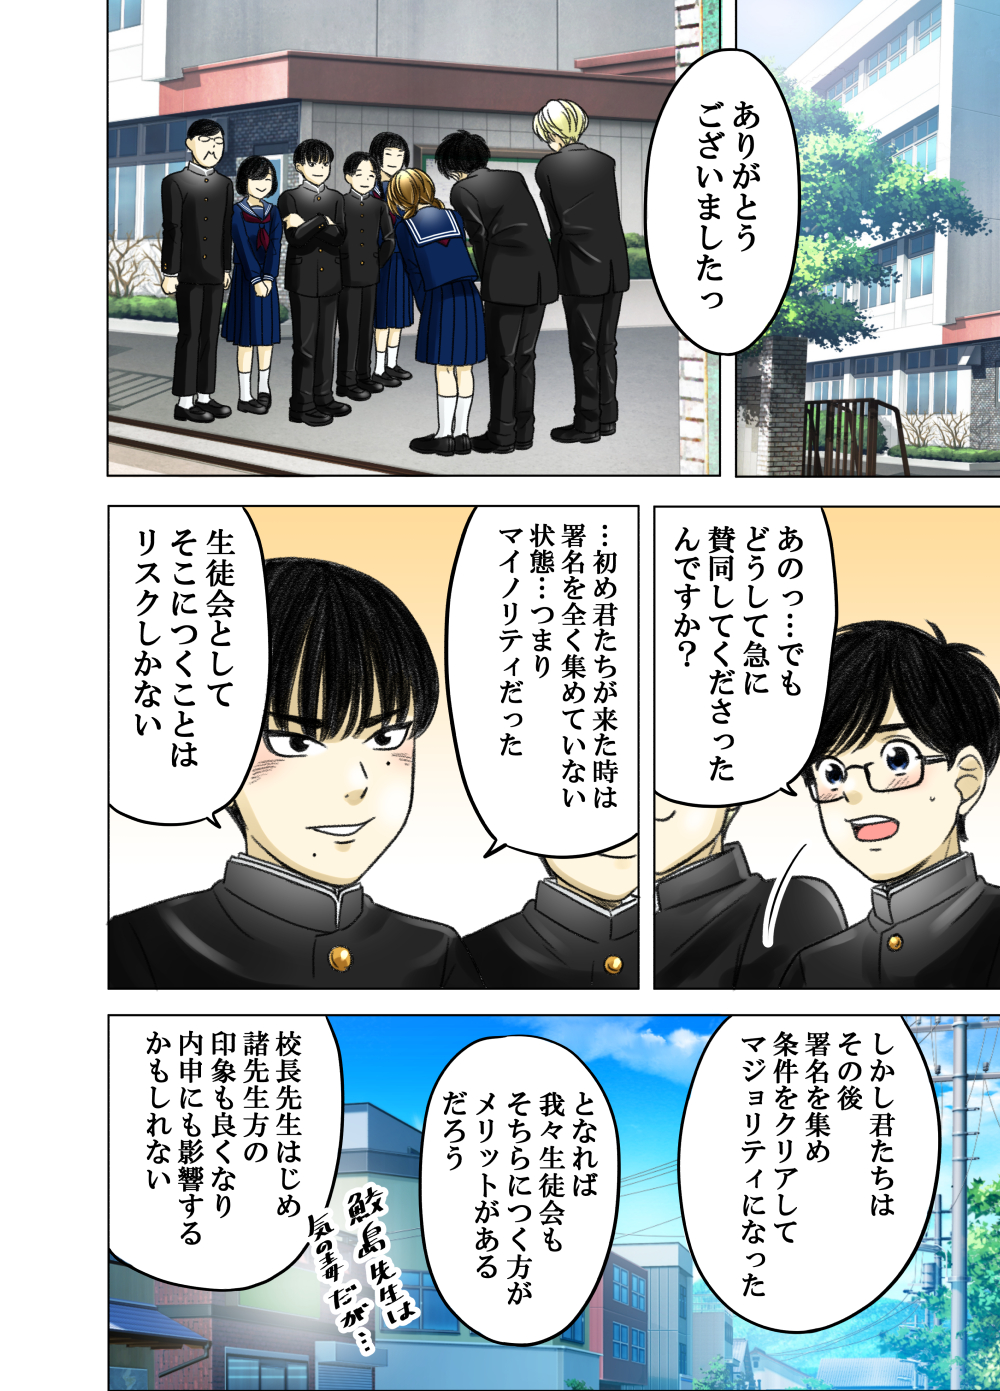 ありがとう
ございましたっ
あのっ…でも
どうして急に
賛同してくださった
んですか？
…初め君たちが来た時は
署名を全く集めていない
状態…つまり
マイノリティだった
生徒会として
そこにつくことは
リスクしかない
しかし君たちは
その後
署名を集め
条件をクリアして
マジョリティになった
となれば
我々生徒会も
そちらにつく方が
メリットがある
だろう
鮫島先生は
気の毒だが…
校長先生はじめ
諸先生方の
印象も良くなり
内申にも影響する
かもしれない